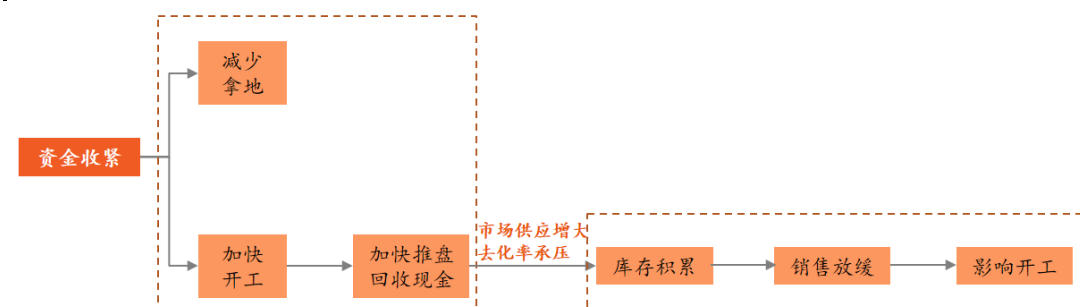 减少
拿地
资金收紧
加快
开工
加快推盘
回收现金
市场供应增大
去化率承压
库存积累
销售放缓
影响开工